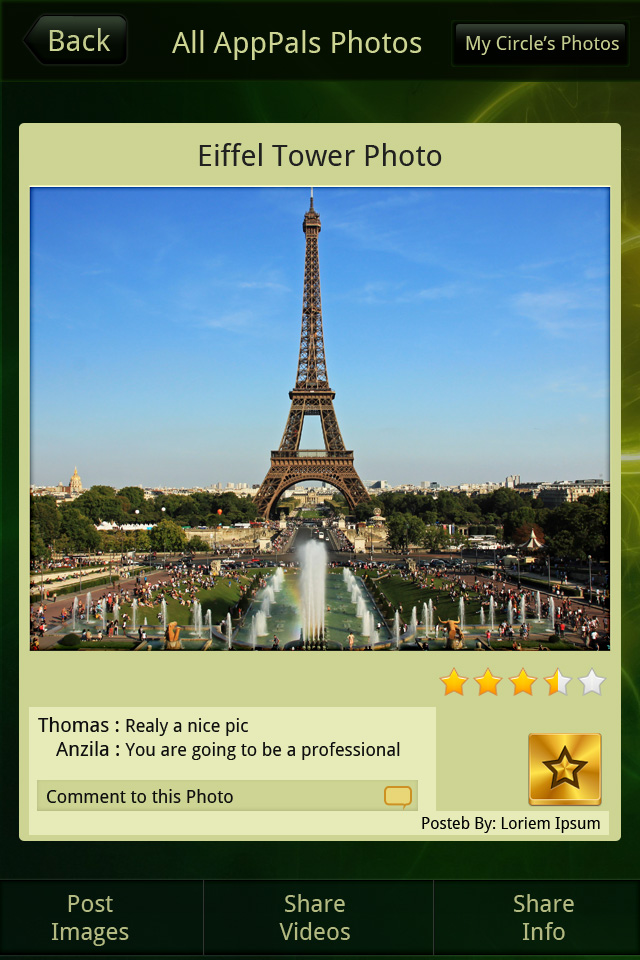 Back
All AppPals Photos
My Circle's Photos
Eiffel Tower Photo
Thomas : Realy a nice pic
Anzila : You are going to be a professional
Comment to this Photo
Posteb By: Loriem Ipsum
Post
Images
Share
Videos
Share
Info